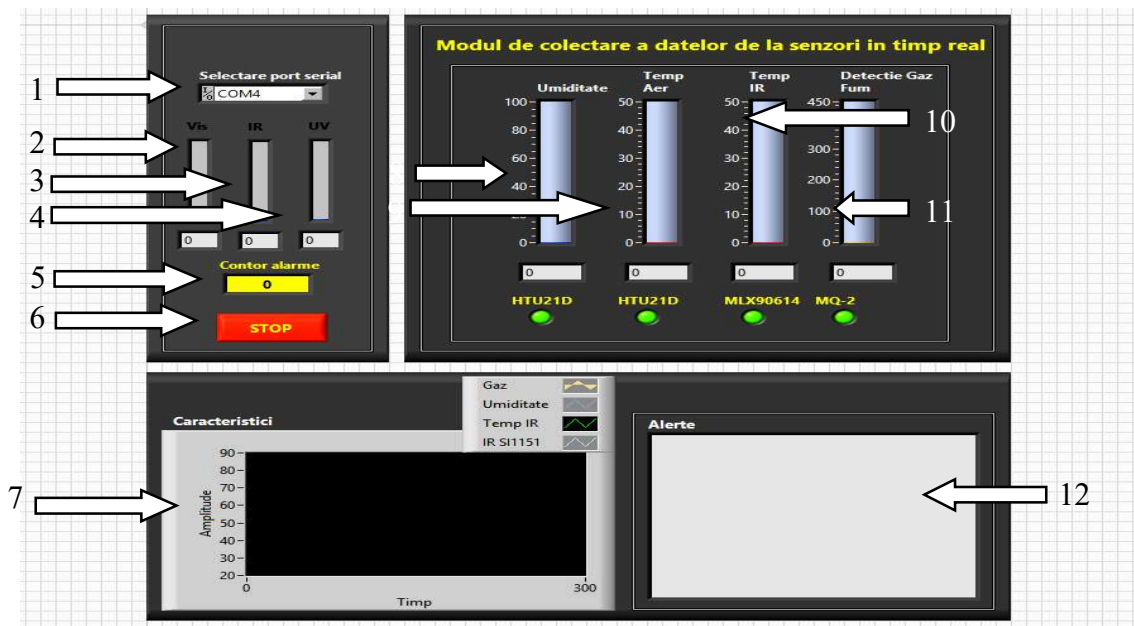 1
Selectare port serial
I/O COM4
Vis IR UV
2
3
4
0 0 0
5
Contor alarme
0
6
STOP
Modul de colectare a datelor de la senzori in timp real
Umiditate
Temp Aer
Temp IR
Detectie Gaz Fum
100
80
60
40
0
50
40
30
20
10
0
50
40
30
20
10
0
450
300
200
100
0
10
11
0 0 0 0
HTU21D HTU21D MLX90614 MQ-2
Caracteristici
Gaz
Umiditate
Temp IR
IR SI1151
7
Amplitude
90
80
70
60
50
40
30
20
0 300
Timp
Alerte
12